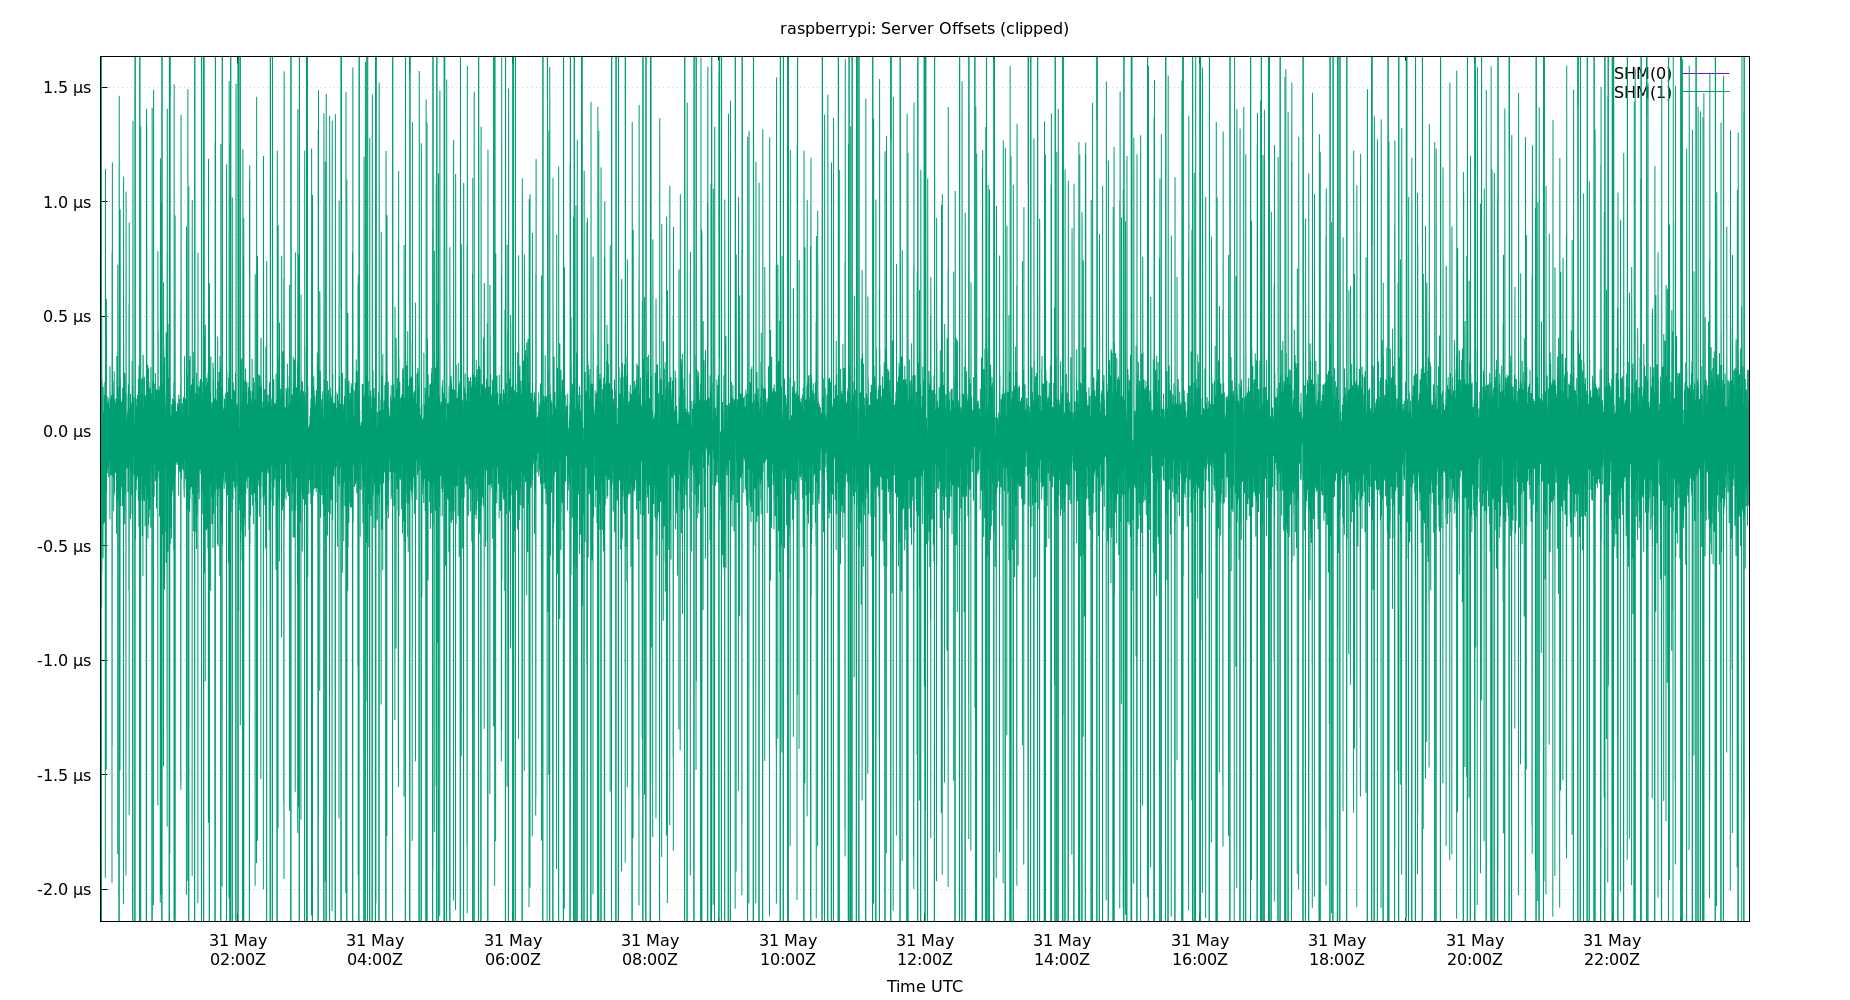 raspberrypi: Server Offsets (clipped)
SHM(0)
SHM(1)
1.5 µs
1.0 µs
0.5 µs
0.0 µs
-0.5 µs
-1.0 µs
-1.5 µs
-2.0 µs
31 May 31 May 31 May 31 May 31 May 31 May 31 May 31 May 31 May 31 May 31 May
02:00Z 04:00Z 06:00Z 08:00Z 10:00Z 12:00Z 14:00Z 16:00Z 18:00Z 20:00Z 22:00Z
Time UTC